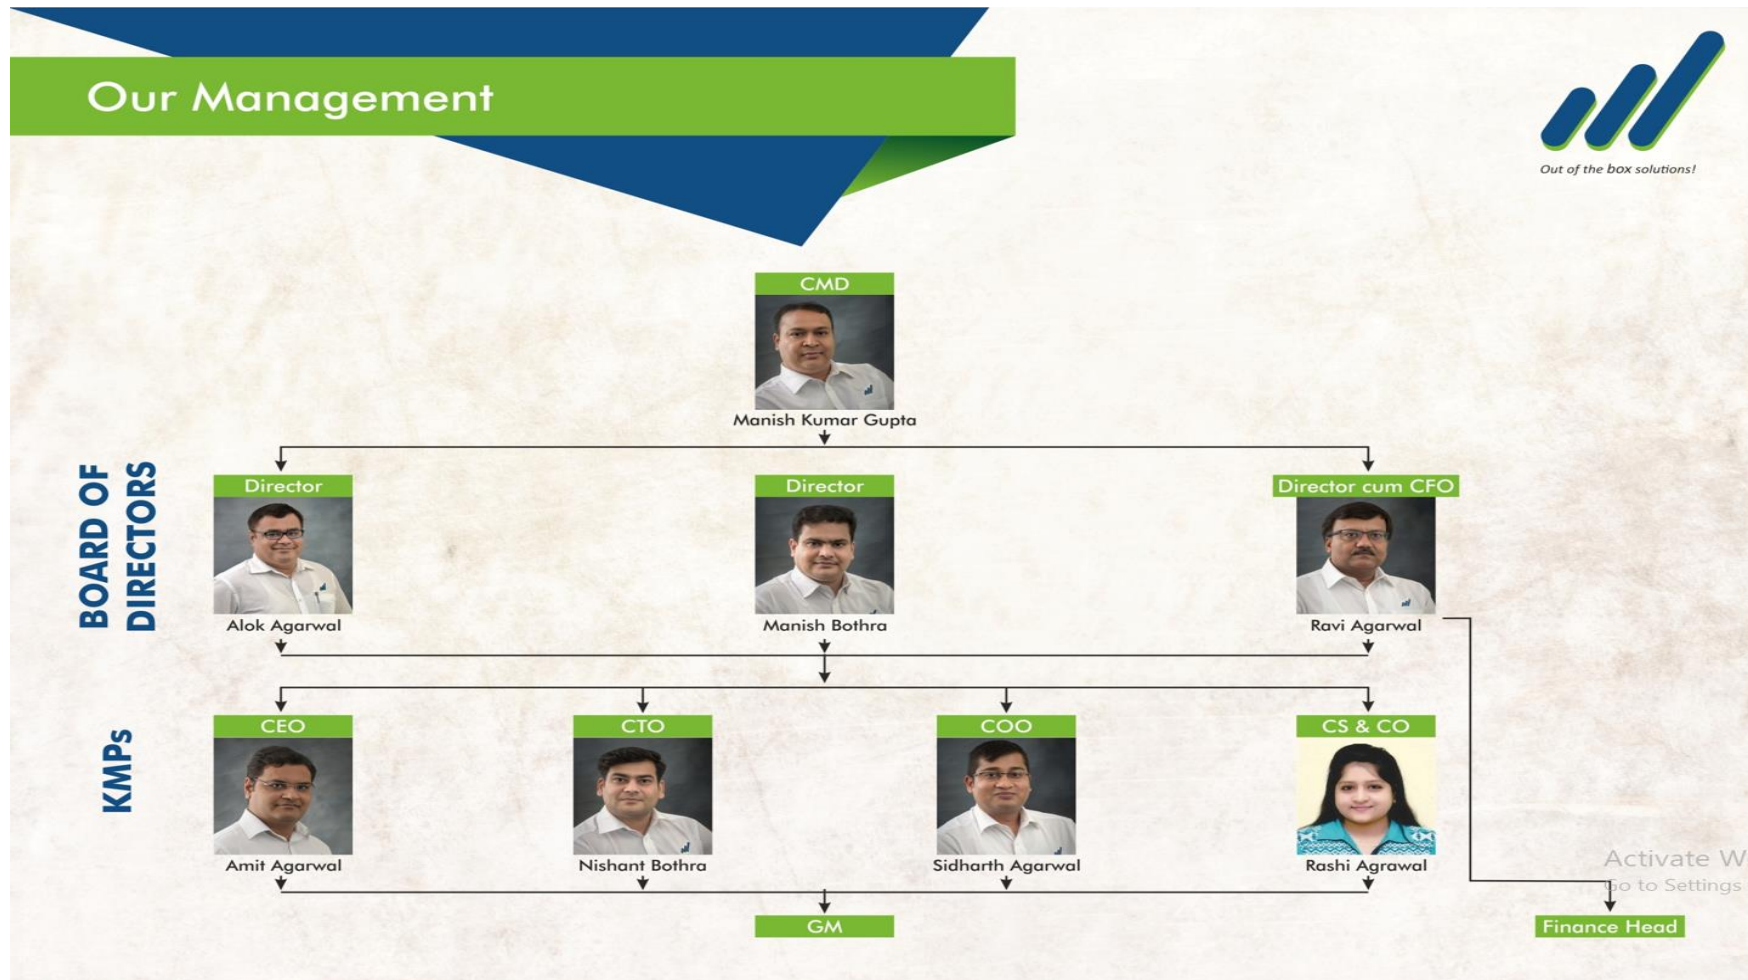 Our Management
Out of the box solutions!
CMD
Manish Kumar Gupta
BOARD OF
DIRECTORS
Director
Director
Director cum CFO
Alok Agarwal
Manish Bothra
Ravi Agarwal
KMPs
CEO
CTO
COO
CS & CO
Amit Agarwal
Nishant Bothra
Sidharth Agarwal
Rashi Agrawal
Activate W
Go to Settings
GM
Finance Head